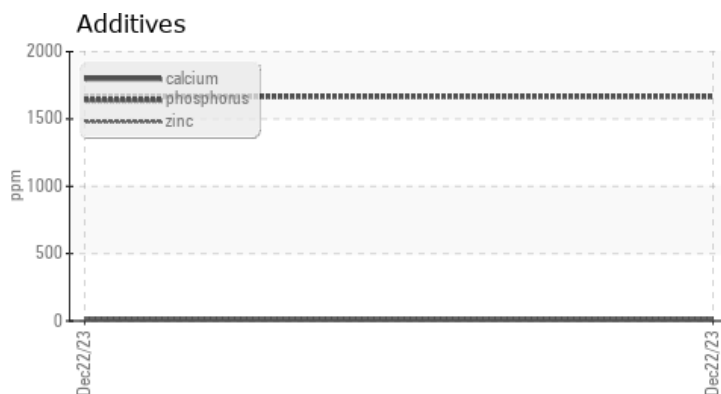 Additives
2000
calcium
phosphorus
zinc
1500
1000
500
0
ppm
Dec22/23
Dec22/23